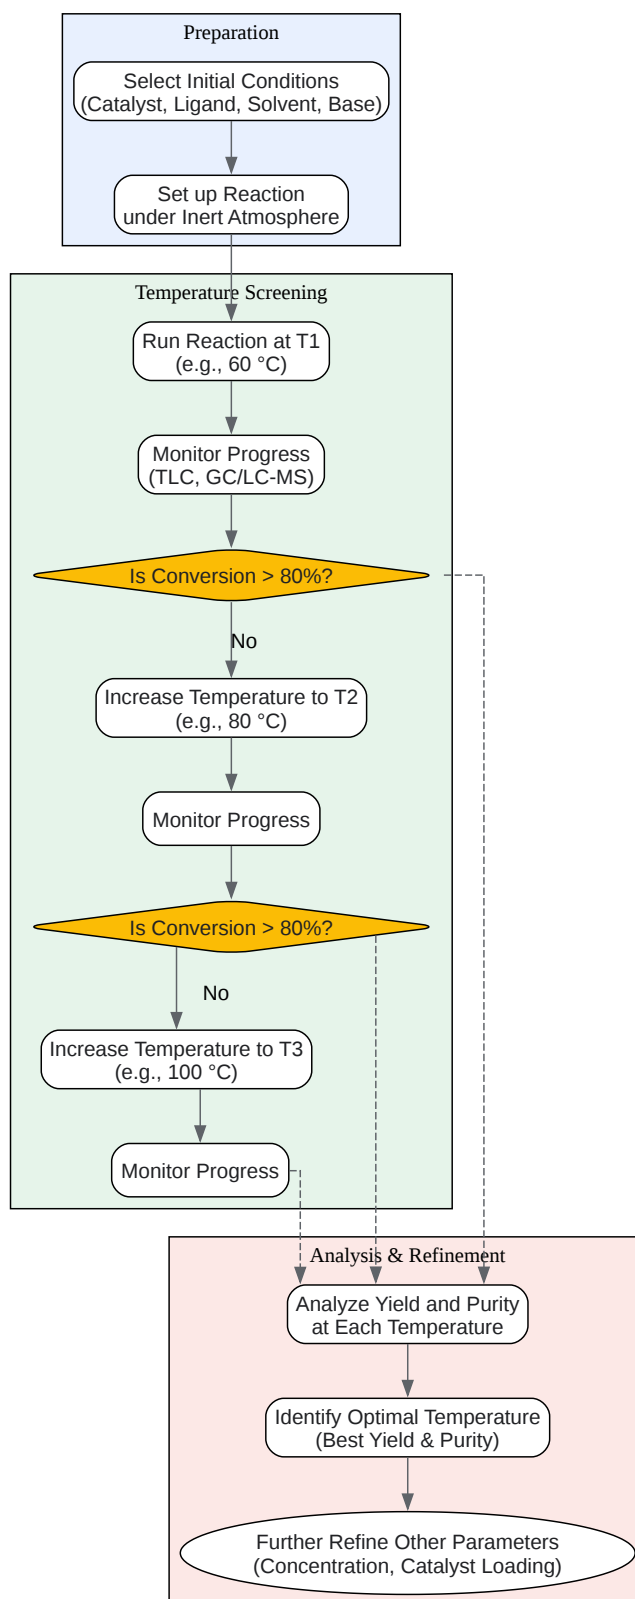 Preparation
Select Initial Conditions
(Catalyst, Ligand, Solvent, Base)
Set up Reaction
under Inert Atmosphere
Temperature Screening
Run Reaction at T1
(e.g., 60 °C)
Monitor Progress
(TLC, GC/LC-MS)
Is Conversion > 80%?
No
Increase Temperature to T2
(e.g., 80 °C)
Monitor Progress
Is Conversion > 80%?
No
Increase Temperature to T3
(e.g., 100 °C)
Monitor Progress
Analysis & Refinement
Analyze Yield and Purity
at Each Temperature
Identify Optimal Temperature
(Best Yield & Purity)
Further Refine Other Parameters
(Concentration, Catalyst Loading)